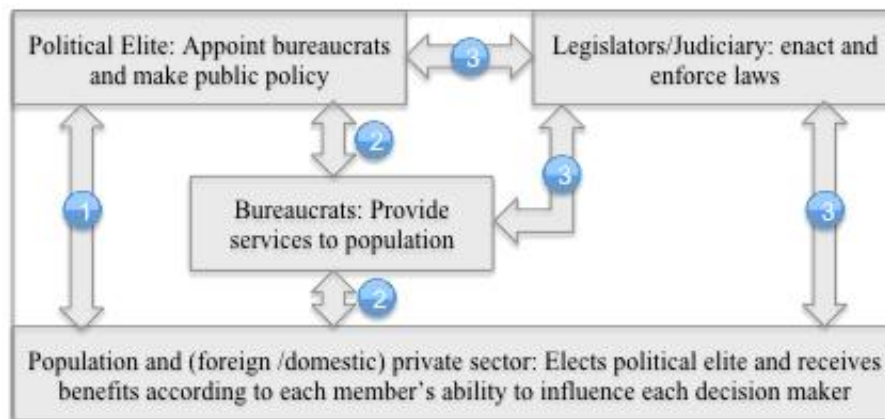 Political Elite: Appoint bureaucrats
and make public policy
3
Legislators/Judiciary: enact and
enforce laws
2
Bureaucrats: Provide
services to population
3
1
3
2
Population and (foreign /domestic) private sector: Elects political elite and receives
benefits according to each member's ability to influence each decision maker